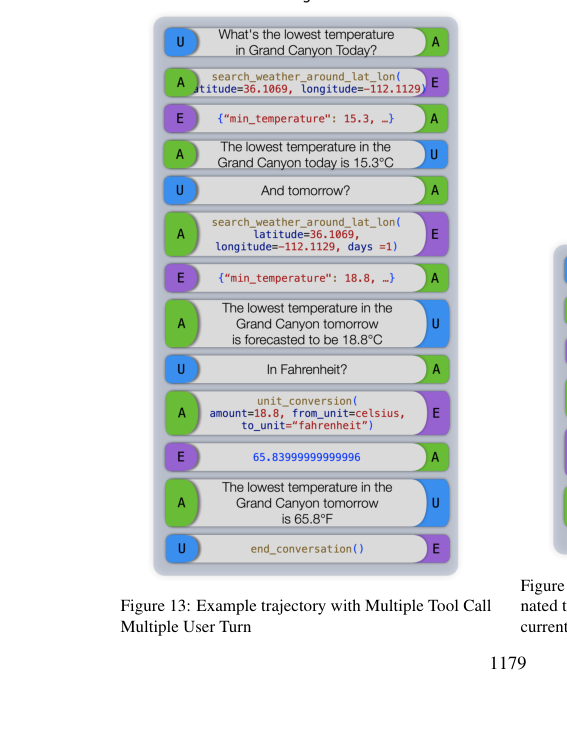 U What's the lowest temperature A
in Grand Canyon Today?
A search_weather_around_lat_lon( E
atitude=36.1069, longitude=-112.1129)
E {"min_temperature": 15.3, …} A
A The lowest temperature in the U
Grand Canyon today is 15.3°C
U And tomorrow? A
search_weather_around_lat_lon(
A latitude=36.1069, E
longitude=-112.1129, days =1)
E {"min_temperature": 18.8, …} A
The lowest temperature in the
A Grand Canyon tomorrow U
is forecasted to be 18.8°C
U In Fahrenheit? A
unit_conversion(
A amount=18.8, from_unit=celsius, E
to_unit="fahrenheit")
E 65.83999999999996 A
The lowest temperature in the
A Grand Canyon tomorrow U
is 65.8°F
U end_conversation() E
Figure 13: Example trajectory with Multiple Tool Call
Multiple User Turn
Figure
nated t
current
1179